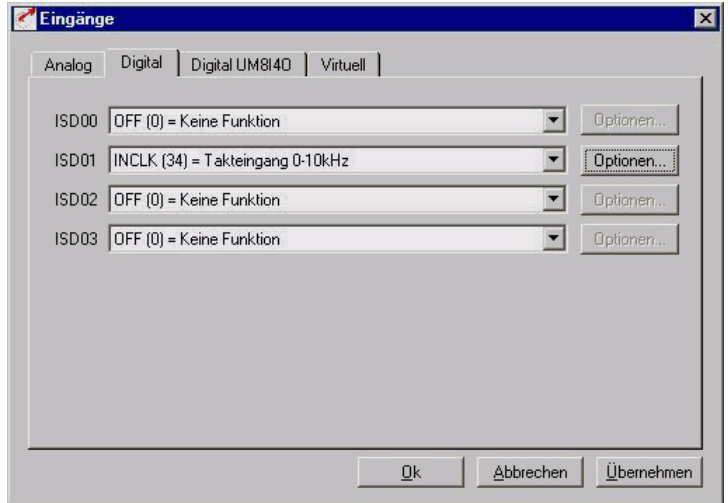 Eingänge
Analog Digital Digital UM8I40 Virtuell
ISD00 OFF (0) = Keine Funktion Optionen...
ISD01 INCLK (34) = Takteingang 0-10kHz Optionen...
ISD02 OFF (0) = Keine Funktion Optionen...
ISD03 OFF (0) = Keine Funktion Optionen...
Ok Abbrechen Übernehmen